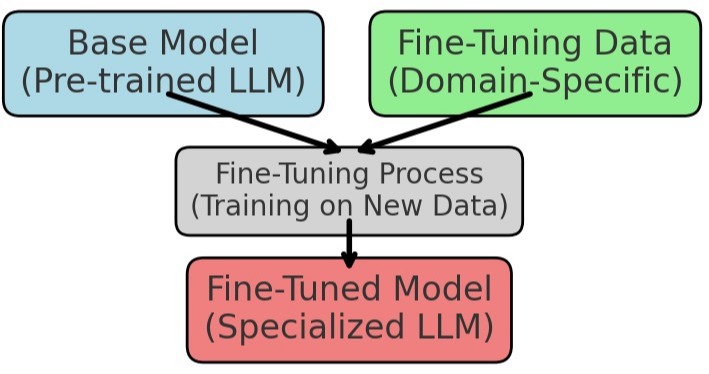 Base Model
(Pre-trained LLM)
Fine-Tuning Data
(Domain-Specific)
Fine-Tuning Process
(Training on New Data)
Fine-Tuned Model
(Specialized LLM)